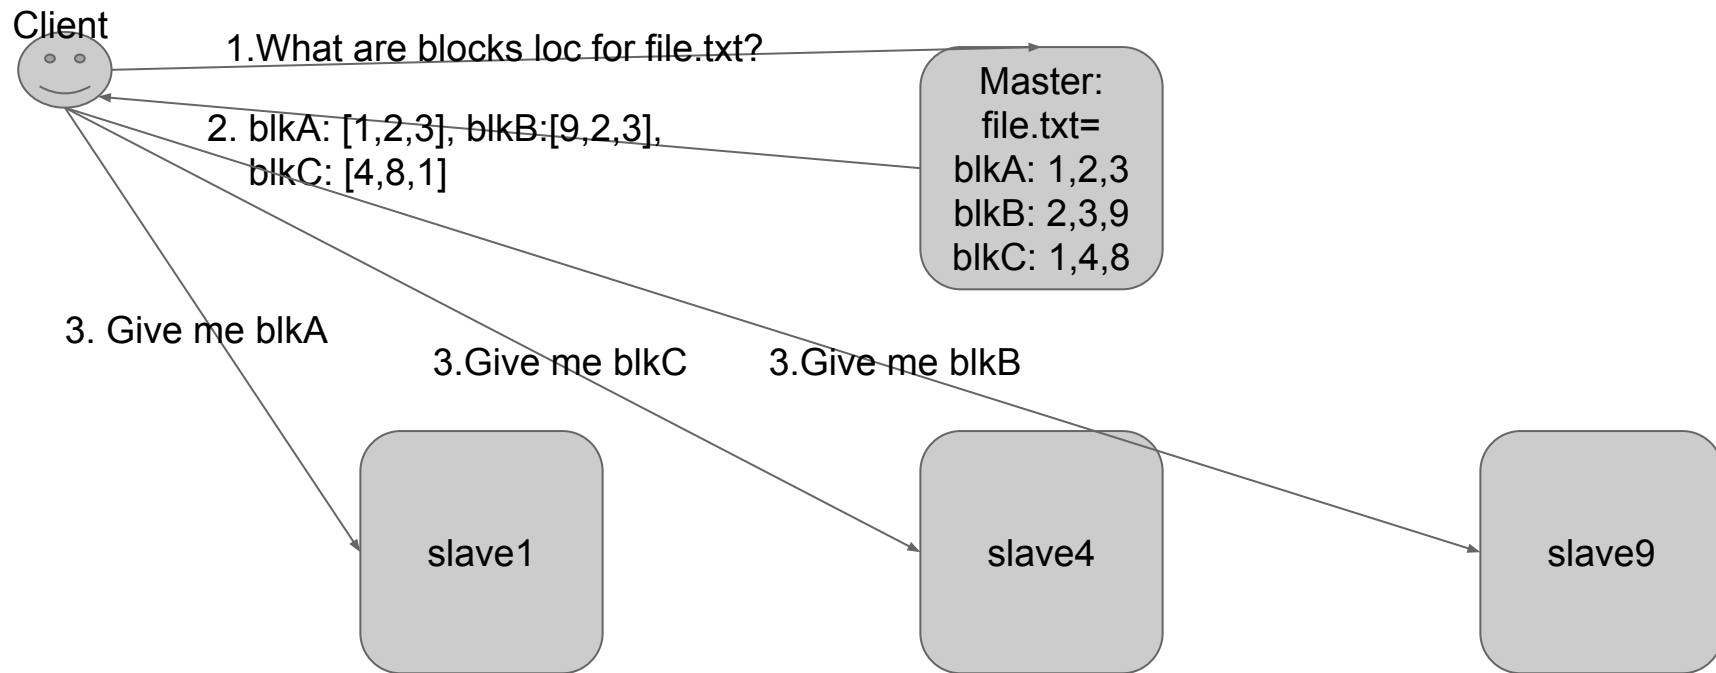 Client
1.What are blocks loc for file.txt?
Master:
file.txt=
blkA: 1,2,3
blkB: 2,3,9
blkC: 1,4,8
2. blkA: [1,2,3], blkB:[9,2,3],
blkC: [4,8,1]
3. Give me blkA
3.Give me blkC
3.Give me blkB
slave1
slave4
slave9